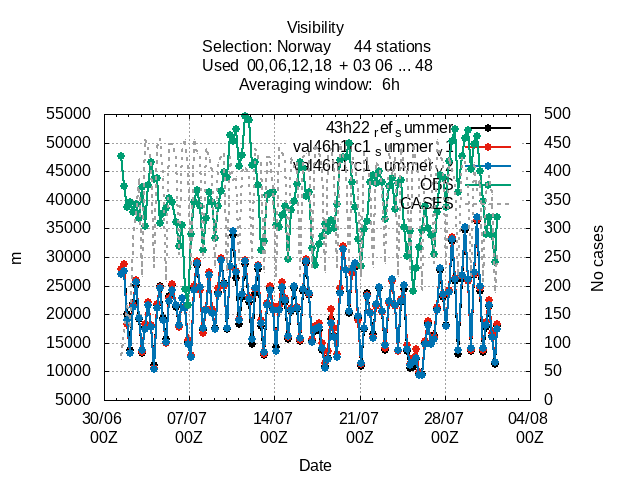 Visibility
Selection: Norway 44 stations
Used 00,06,12,18 + 03 06 ... 48
Averaging window: 6h
55000
50000
45000
40000
35000
30000
25000
20000
15000
10000
5000
m
500
450
400
350
300
250
200
150
100
50
0
No cases
43h22_ref_summer
val46h1rc1_summer_v1
val46h1rc1_summer_v
OBS
CASES
30/06 07/07 14/07 21/07 28/07 04/08
00Z 00Z 00Z 00Z 00Z 00Z
Date